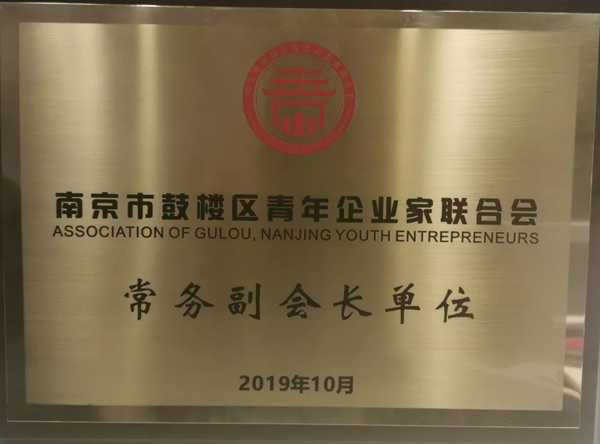 南京市鼓楼区青年企业家联合会
ASSOCIATION OF GULOU, NANJING YOUTH ENTREPRENEURS
常务副会长单位
2019年10月